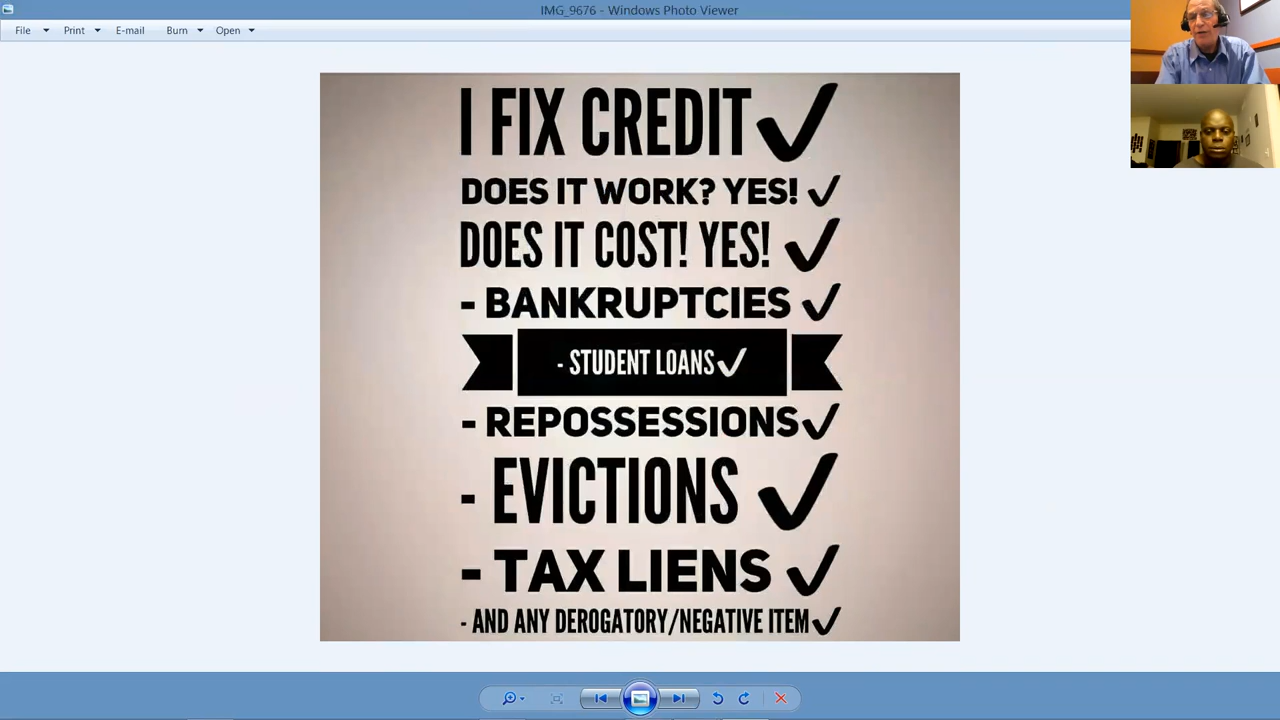 IMG_9676 - Windows Photo Viewer
File Print E-mail Burn Open
I FIX CREDIT✓
DOES IT WORK? YES! ✓
DOES IT COST! YES! ✓
- BANKRUPTCIES ✓
- STUDENT LOANS✓
- REPOSSESSIONS✓
- EVICTIONS ✓
- TAX LIENS ✓
- AND ANY DEROGATORY/NEGATIVE ITEM✓